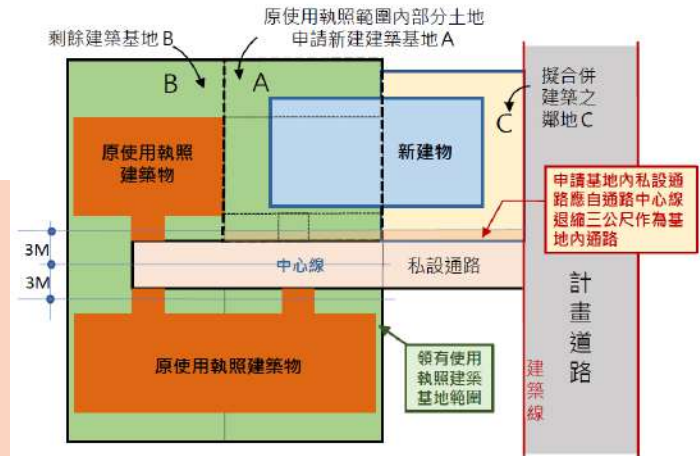 原使用執照範圍內部分土地
申請新建建築基地A
剩餘建築基地B
B
A
擬合併
建築之
鄰地C
C
原使用執照
建築物
新建物
申請基地內私設通
路應自通路中心線
退縮三公尺作為基
地內通路
3M
3M
中心線
私設通路
計畫道路
原使用執照建築物
領有使用
執照建築
基地範圍
建築線